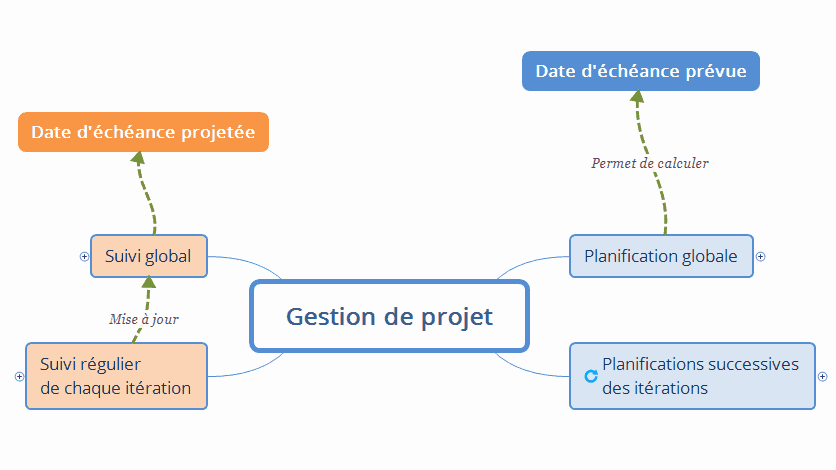 Date d'échéance prévue
Date d'échéance projetée
Permet de calculer
Suivi global
Planification globale
Gestion de projet
Mise à jour
Suivi régulier
de chaque itération
Planifications successives
des itérations